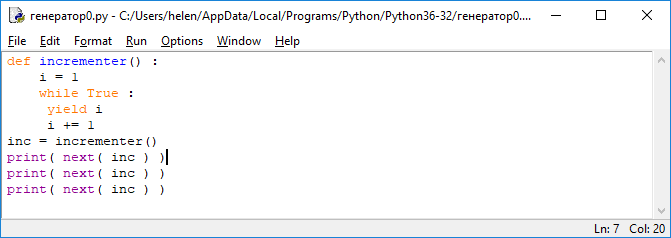 генератор0.py - C:/Users/helen/AppData/Local/Programs/Python/Python36-32/генератор0....
File Edit Format Run Options Window Help
def incrementer() :
    i = 1
    while True :
     yield i
     i += 1
inc = incrementer()
print( next( inc ) )
print( next( inc ) )
print( next( inc ) )
Ln: 7 Col: 20